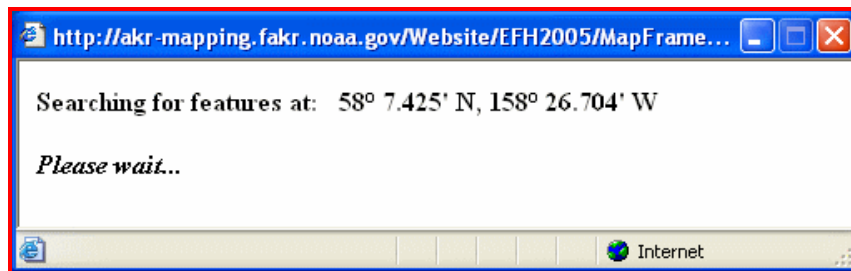 http://akr-mapping.fakr.noaa.gov/Website/EFH2005/MapFrame...
Searching for features at: 58º 7.425' N, 158º 26.704' W
Please wait...
Internet